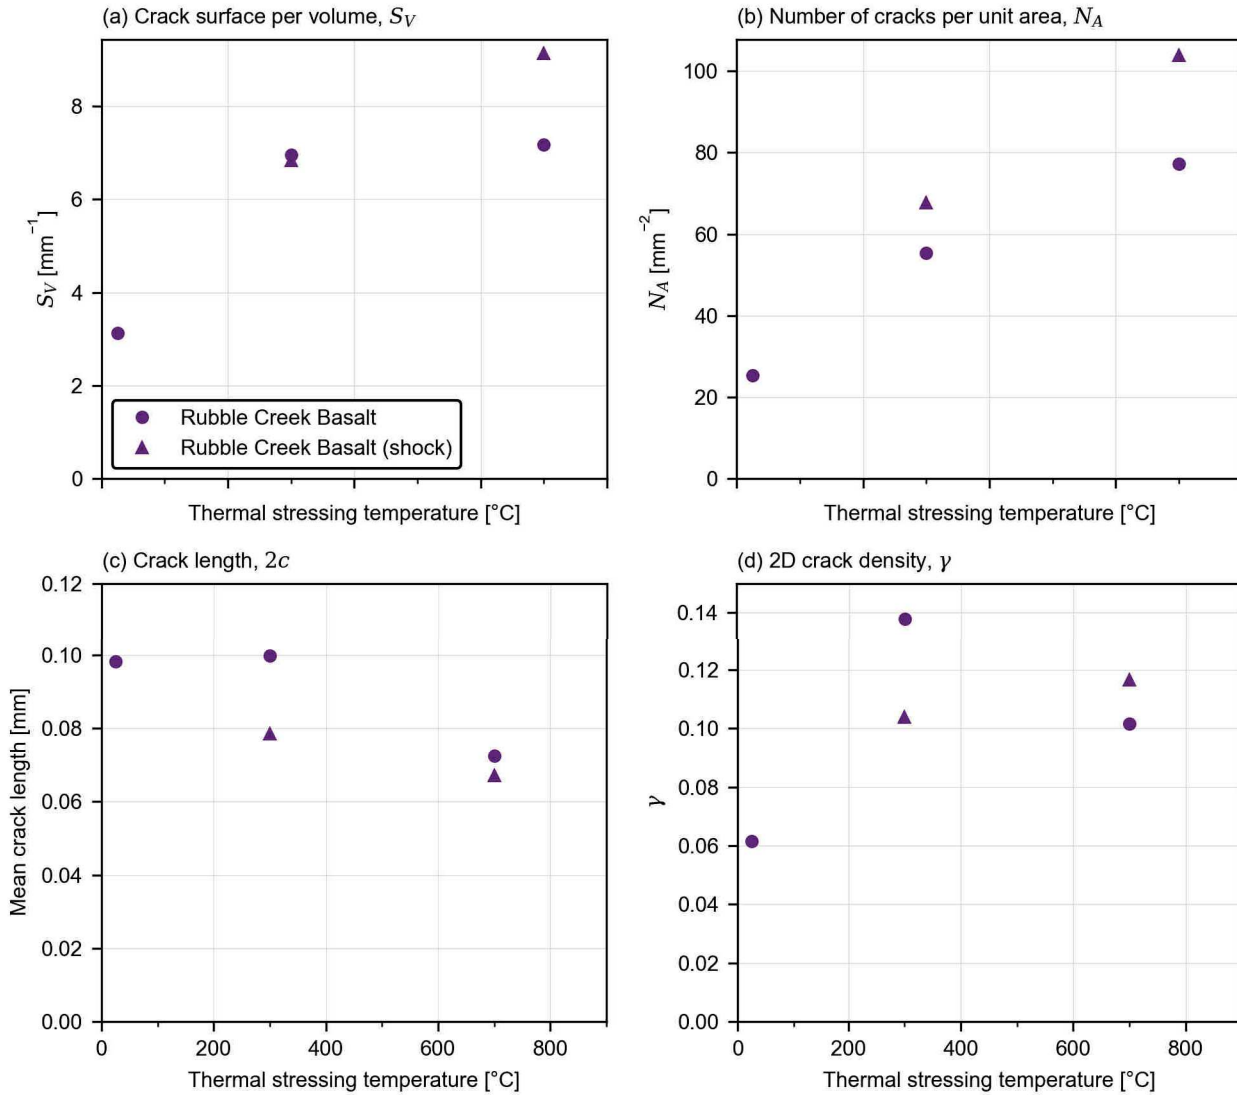 (a) Crack surface per volume, S_V
8
6
4
2
0
S_V [mm⁻¹]
Rubble Creek Basalt
Rubble Creek Basalt (shock)
Thermal stressing temperature [°C]
(b) Number of cracks per unit area, N_A
100
80
60
40
20
0
N_A [mm⁻²]
Thermal stressing temperature [°C]
(c) Crack length, 2c
0.12
0.10
0.08
0.06
0.04
0.02
0.00
Mean crack length [mm]
0 200 400 600 800
Thermal stressing temperature [°C]
(d) 2D crack density, γ
0.14
0.12
0.10
0.08
0.06
0.04
0.02
0.00
γ
0 200 400 600 800
Thermal stressing temperature [°C]